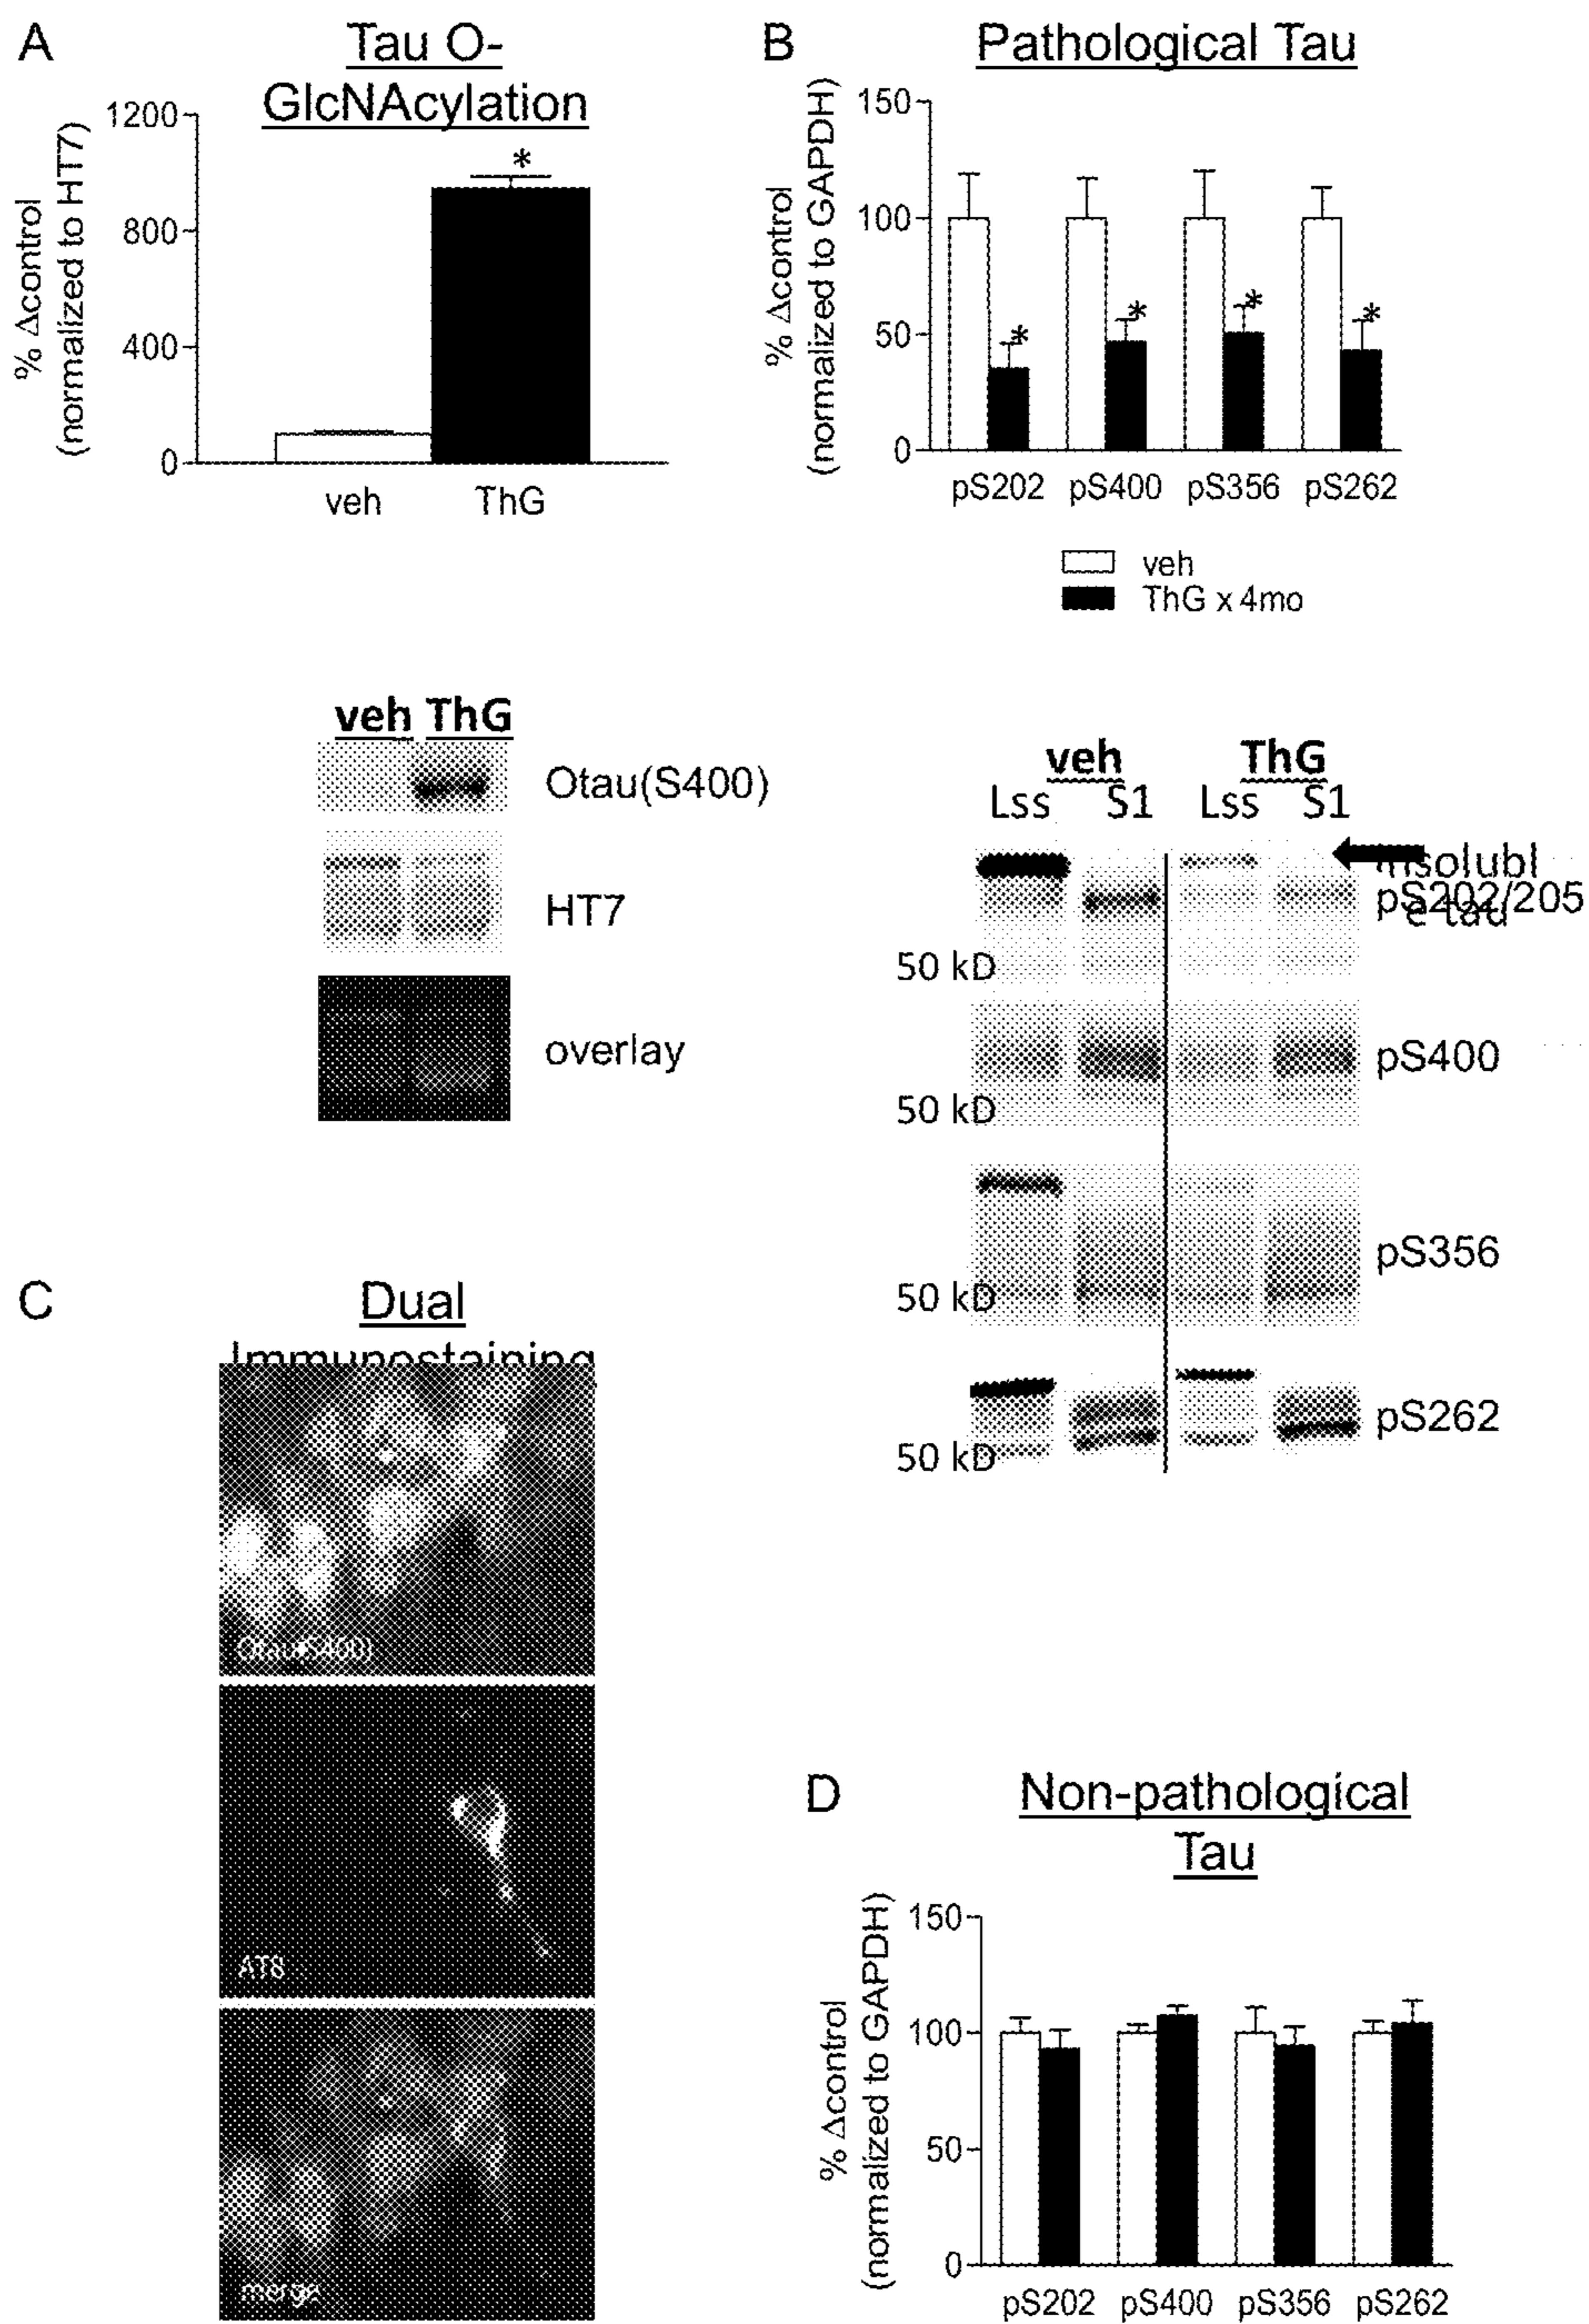 A
Tau O-
GlcNAcylation
% Δcontrol
(normalized to HT7)
1200
800
400
0
*
veh
ThG
veh ThG
Otau(S400)
HT7
overlay
B
Pathological Tau
% Δcontrol
(normalized to GAPDH)
150
100
50
0
* * * *
pS202 pS400 pS356 pS262
veh
ThG x 4mo
veh ThG
Lss S1 Lss S1
insolubl
pS202/205
e tau
50 kD
pS400
50 kD
pS356
50 kD
pS262
50 kD
C
Dual
Immunostaining
Otau(S400)
AT8
merge
D
Non-pathological
Tau
% Δcontrol
(normalized to GAPDH)
150
100
50
0
pS202 pS400 pS356 pS262